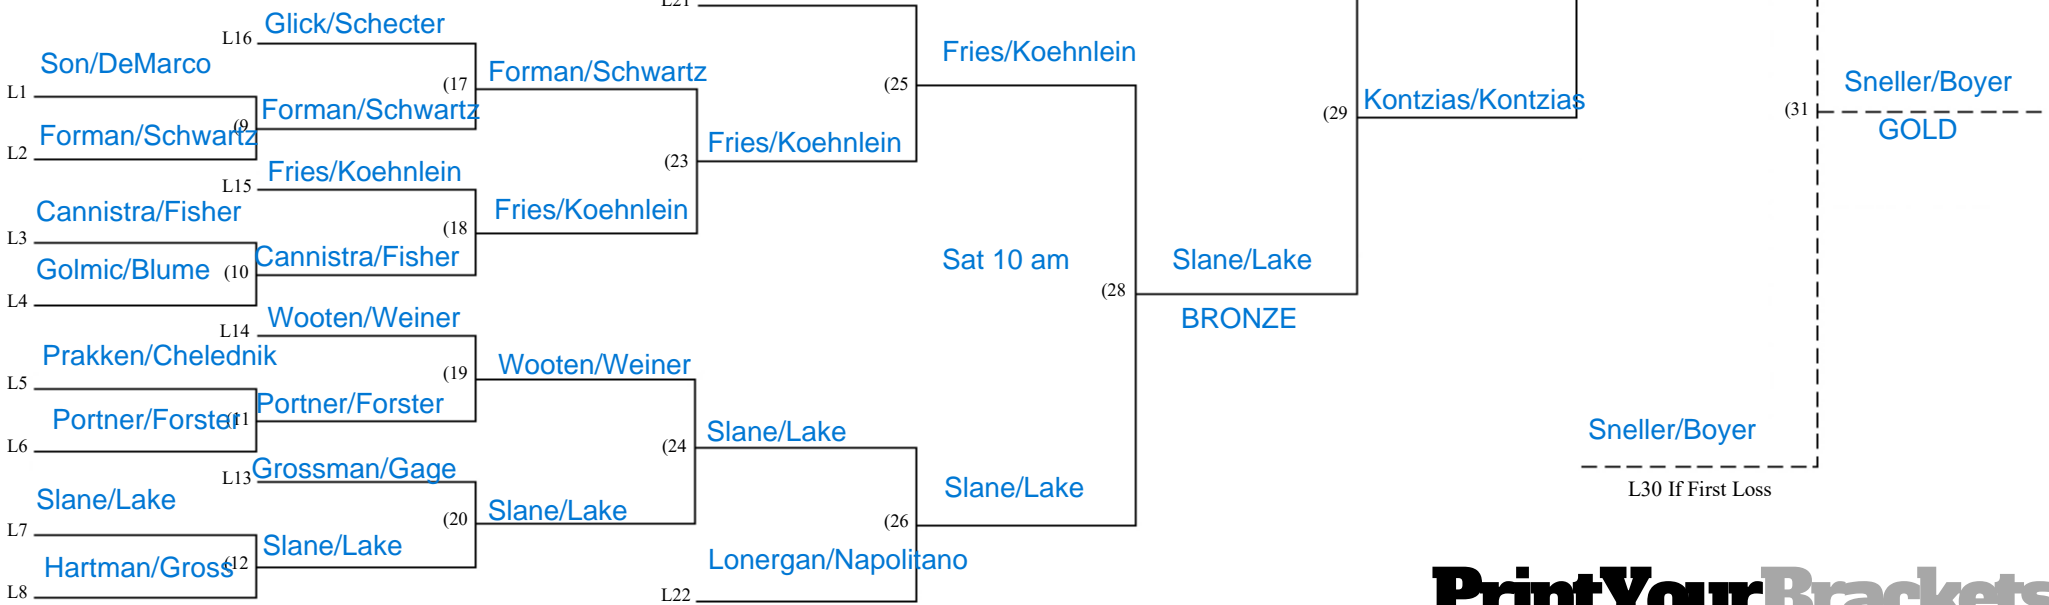 L21
Glick/Schecter
L16
Son/DeMarco
L1
(17
Forman/Schwartz
Forman/Schwartz
(9
Forman/Schwartz
L2
Fries/Koehnlein
(25
Fries/Koehnlein
(23
Fries/Koehnlein
L15
Cannistra/Fisher
Fries/Koehnlein
(18
L3
Cannistra/Fisher
Golmic/Blume
(10
L4
Sat 10 am
(28
Slane/Lake
BRONZE
(29
Kontzias/Kontzias
(31
Sneller/Boyer
GOLD
Wooten/Weiner
L14
Prakken/Chelednik
L5
(19
Wooten/Weiner
Portner/Forster
Portner/Forster
(11
L6
(24
Slane/Lake
Grossman/Gage
L13
Slane/Lake
(20
Slane/Lake
L7
Slane/Lake
Hartman/Gross
(12
L8
Slane/Lake
(26
Lonergan/Napolitano
L22
Sneller/Boyer
L30 If First Loss
PrintYourBrackets